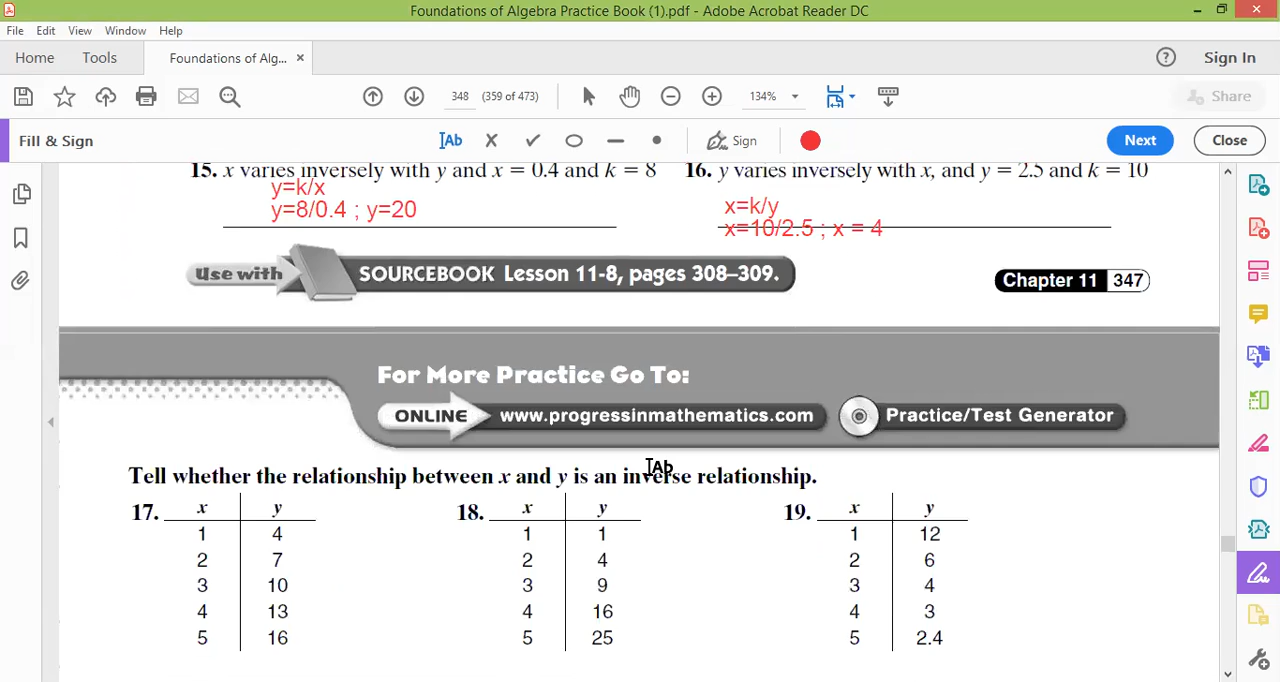 Foundations of Algebra Practice Book (1).pdf - Adobe Acrobat Reader DC
File Edit View Window Help
Home Tools Foundations of Alg... × Sign In
348 (359 of 473) 134% Share
Fill & Sign Ab Sign Next Close
15. x varies inversely with y and x = 0.4 and k = 8
y=k/x
y=8/0.4 ; y=20
16. y varies inversely with x, and y = 2.5 and k = 10
x=k/y
x=10/2.5 ; x = 4
Use with SOURCEBOOK Lesson 11-8, pages 308–309.
Chapter 11 347
For More Practice Go To:
ONLINE www.progressinmathematics.com Practice/Test Generator
Ab
Tell whether the relationship between x and y is an inverse relationship.
17. x y
1 4
2 7
3 10
4 13
5 16
18. x y
1 1
2 4
3 9
4 16
5 25
19. x y
1 12
2 6
3 4
4 3
5 2.4